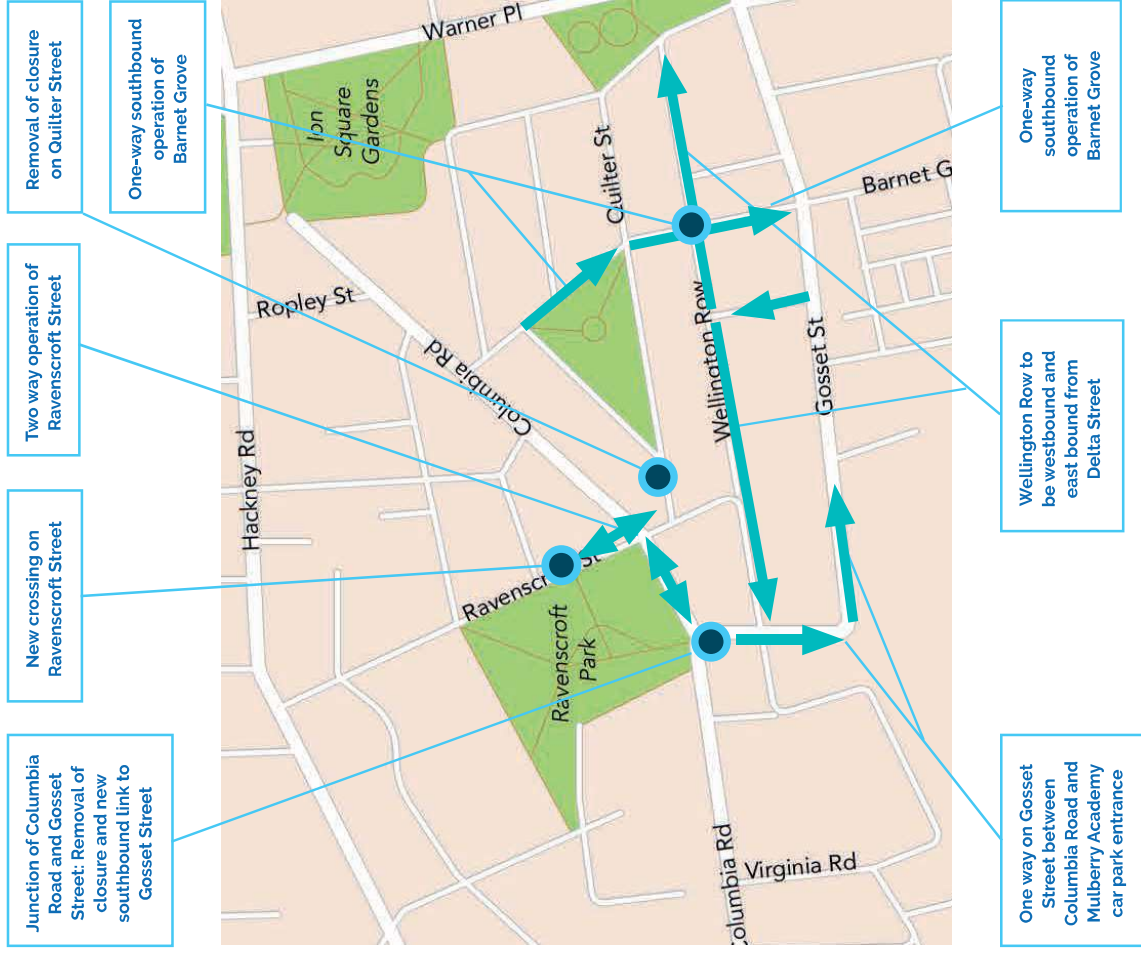 Removal of closure
on Quilter Street
One-way southbound
operation of
Barnet Grove
Two way operation of
Ravenscroft Street
New crossing on
Ravenscroft Street
Junction of Columbia
Road and Gosset
Street: Removal of
closure and new
southbound link to
Gosset Street
One-way
southbound
operation of
Barnet Grove
Wellington Row to
be westbound and
east bound from
Delta Street
One way on Gosset
Street between
Columbia Road and
Mulberry Academy
car park entrance
Warner Pl
Ion
Square
Gardens
Quilter St
Barnet G
Ropley St
Columbia Rd
Wellington Row
Gosset St
Hackney Rd
Ravenscr St
Ravenscroft
Park
Columbia Rd
Virginia Rd